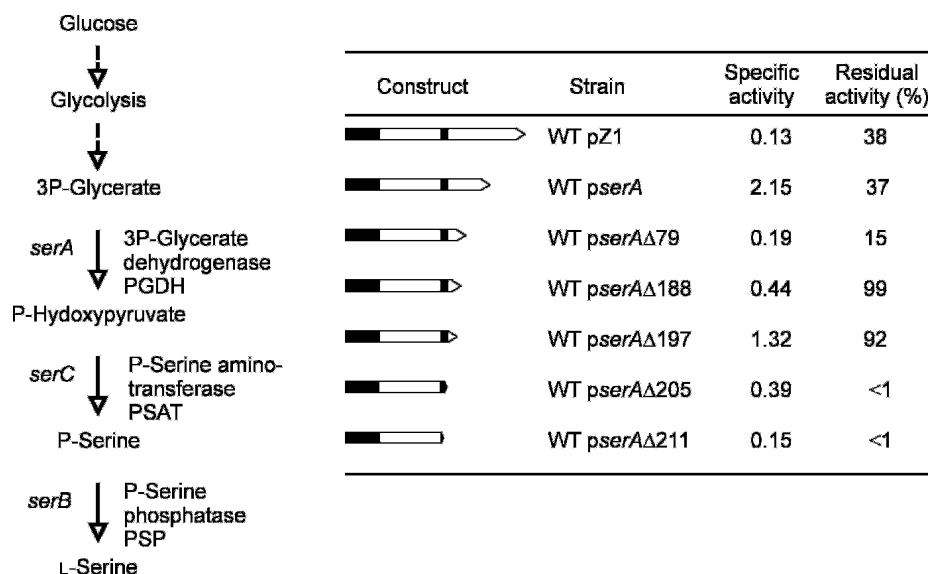 Glucose
Glycolysis
3P-Glycerate
serA
3P-Glycerate
dehydrogenase
PGDH
P-Hydoxypyruvate
serC
P-Serine amino-
transferase
PSAT
P-Serine
serB
P-Serine
phosphatase
PSP
L-Serine
Construct Strain Specific activity Residual activity (%)
WT pZ1 0.13 38
WT pserA 2.15 37
WT pserAΔ79 0.19 15
WT pserAΔ188 0.44 99
WT pserAΔ197 1.32 92
WT pserAΔ205 0.39 <1
WT pserAΔ211 0.15 <1